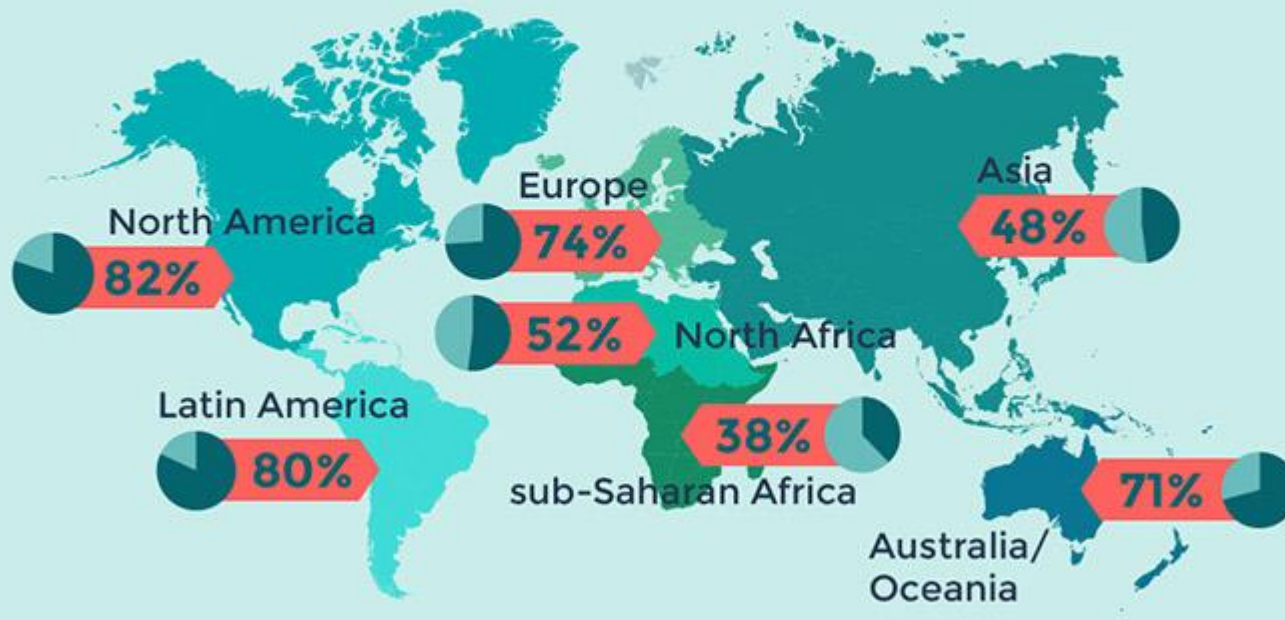 North America
82%
Europe
74%
Asia
48%
52%
North Africa
Latin America
80%
38%
sub-Saharan Africa
71%
Australia/
Oceania